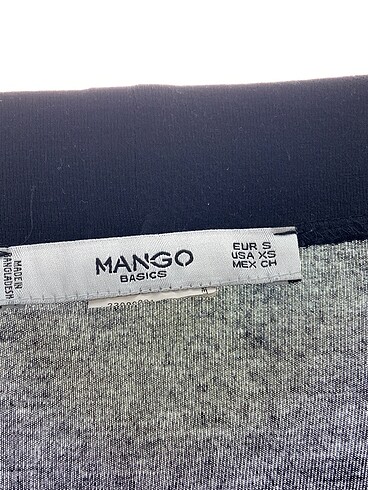 MADE IN
BANGLADESH
MANGO
BASICS
EUR S
USA XS
MEX CH